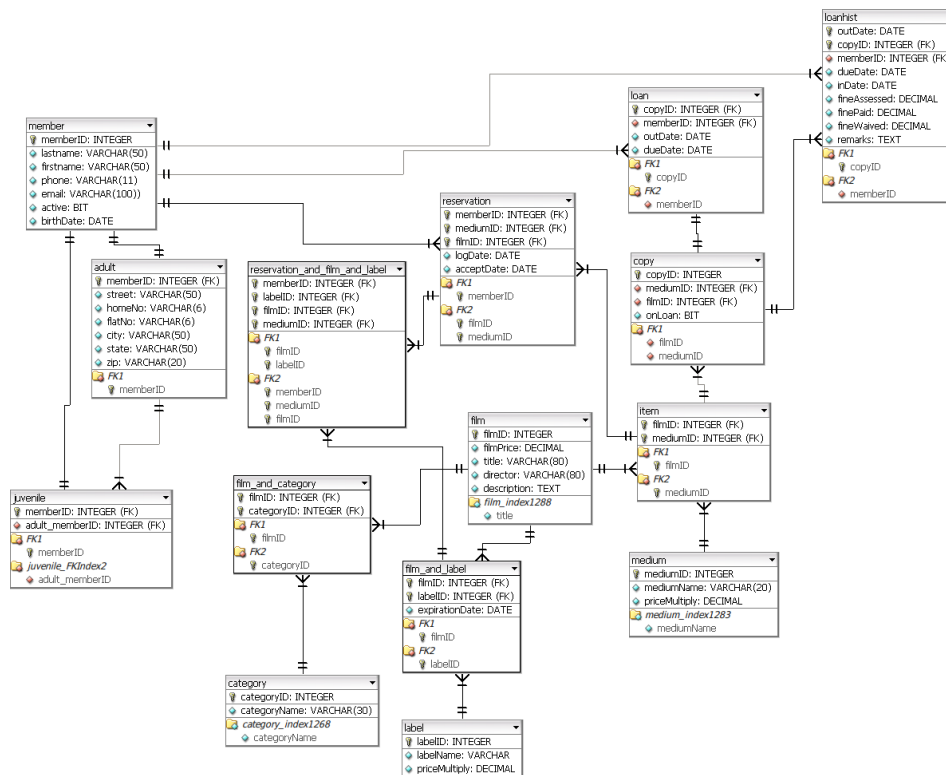 loanhist
outDate: DATE
copyID: INTEGER (FK)
memberID: INTEGER (FK
dueDate: DATE
inDate: DATE
fineAssessed: DECIMAL
finePaid: DECIMAL
fineWaived: DECIMAL
remarks: TEXT
FK1
copyID
FK2
memberID
loan
copyID: INTEGER (FK)
memberID: INTEGER (FK)
outDate: DATE
dueDate: DATE
FK1
copyID
FK2
memberID
member
memberID: INTEGER
lastname: VARCHAR(50)
firstname: VARCHAR(50)
phone: VARCHAR(11)
email: VARCHAR(100))
active: BIT
birthDate: DATE
reservation
memberID: INTEGER (FK)
mediumID: INTEGER (FK)
filmID: INTEGER (FK)
logDate: DATE
acceptDate: DATE
FK1
memberID
FK2
filmID
mediumID
adult
memberID: INTEGER (FK)
street: VARCHAR(50)
homeNo: VARCHAR(6)
flatNo: VARCHAR(6)
city: VARCHAR(50)
state: VARCHAR(50)
zip: VARCHAR(20)
FK1
memberID
reservation_and_film_and_label
memberID: INTEGER (FK)
labelID: INTEGER (FK)
filmID: INTEGER (FK)
mediumID: INTEGER (FK)
FK1
filmID
labelID
FK2
memberID
mediumID
filmID
copy
copyID: INTEGER
mediumID: INTEGER (FK)
filmID: INTEGER (FK)
onLoan: BIT
FK1
filmID
mediumID
item
filmID: INTEGER (FK)
mediumID: INTEGER (FK)
FK1
filmID
FK2
mediumID
film
filmID: INTEGER
filmPrice: DECIMAL
title: VARCHAR(80)
director: VARCHAR(80)
description: TEXT
film_index1288
title
film_and_category
filmID: INTEGER (FK)
categoryID: INTEGER (FK)
FK1
filmID
FK2
categoryID
juvenile
memberID: INTEGER (FK)
adult_memberID: INTEGER (FK)
FK1
memberID
juvenile_FKIndex2
adult_memberID
film_and_label
filmID: INTEGER (FK)
labelID: INTEGER (FK)
expirationDate: DATE
FK1
filmID
FK2
labelID
medium
mediumID: INTEGER
mediumName: VARCHAR(20)
priceMultiply: DECIMAL
medium_index1283
mediumName
category
categoryID: INTEGER
categoryName: VARCHAR(30)
category_index1268
categoryName
label
labelID: INTEGER
labelName: VARCHAR
priceMultiply: DECIMAL